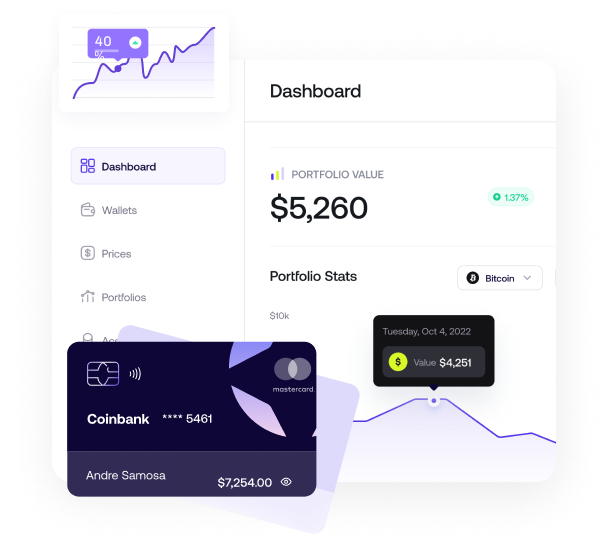 40
%
Dashboard
Dashboard
PORTFOLIO VALUE
$5,260
1.37%
Wallets
Prices
Portfolio Stats
Bitcoin
Portfolios
$10k
Tuesday, Oct 4, 2022
$ Value $4,251
mastercard
Coinbank **** 5461
Andre Samosa
$7,254.00